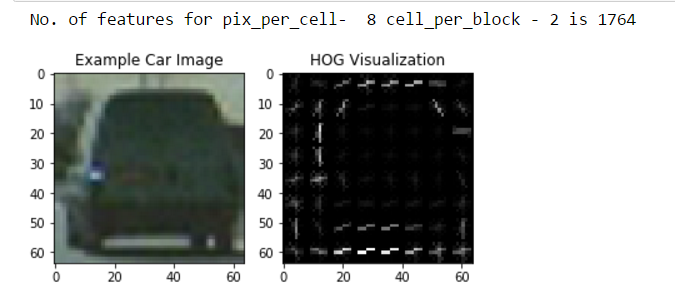 No. of features for pix_per_cell-  8 cell_per_block - 2 is 1764
Example Car Image
HOG Visualization
0
10
20
30
40
50
60
0 20 40 60
0
10
20
30
40
50
60
0 20 40 60